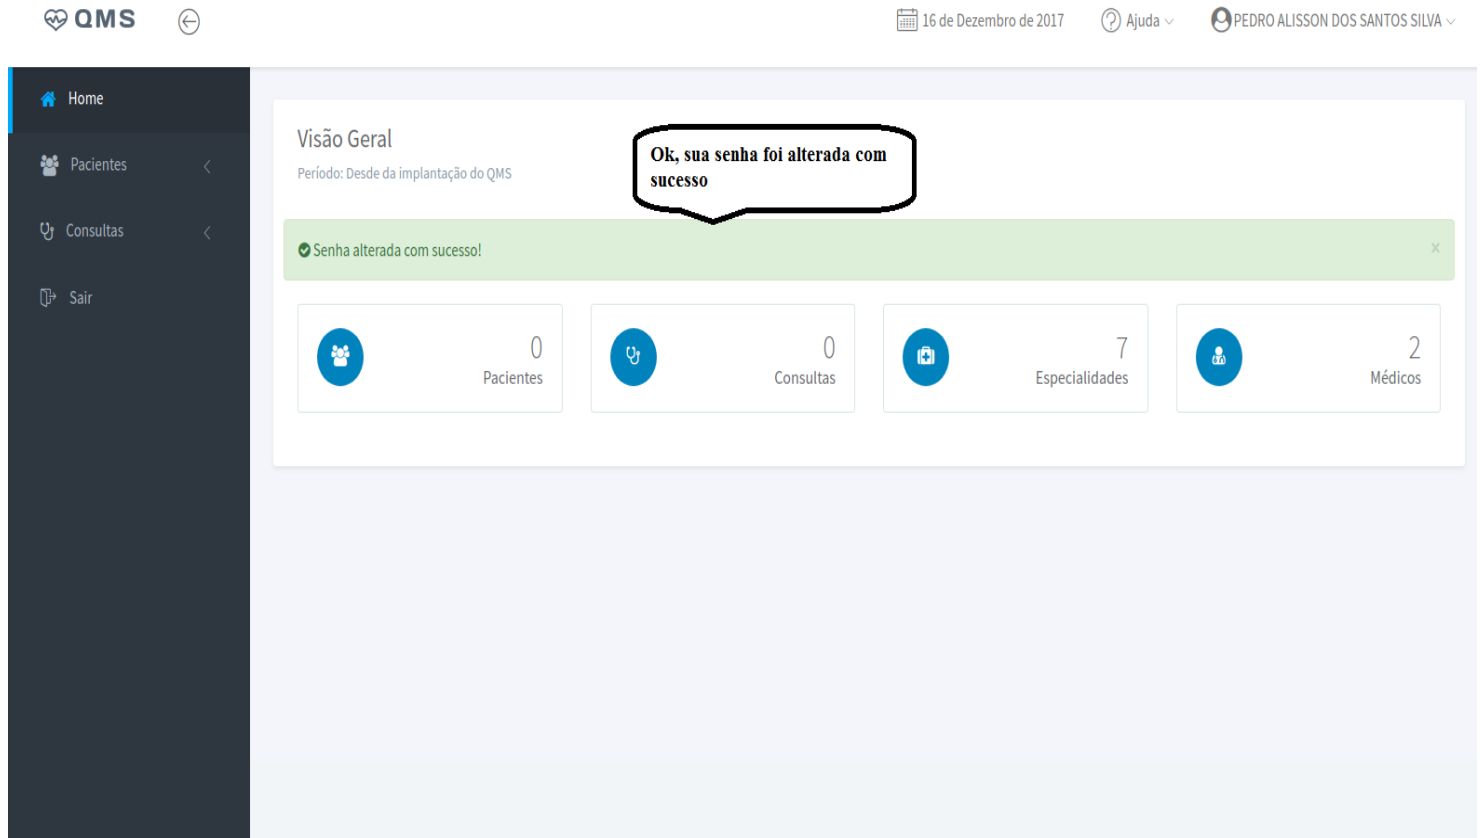 QMS
16 de Dezembro de 2017
Ajuda
PEDRO ALISSON DOS SANTOS SILVA
Home
Pacientes
Consultas
Sair
Visão Geral
Período: Desde da implantação do QMS
Ok, sua senha foi alterada com
sucesso
Senha alterada com sucesso!
x
0
Pacientes
0
Consultas
7
Especialidades
2
Médicos